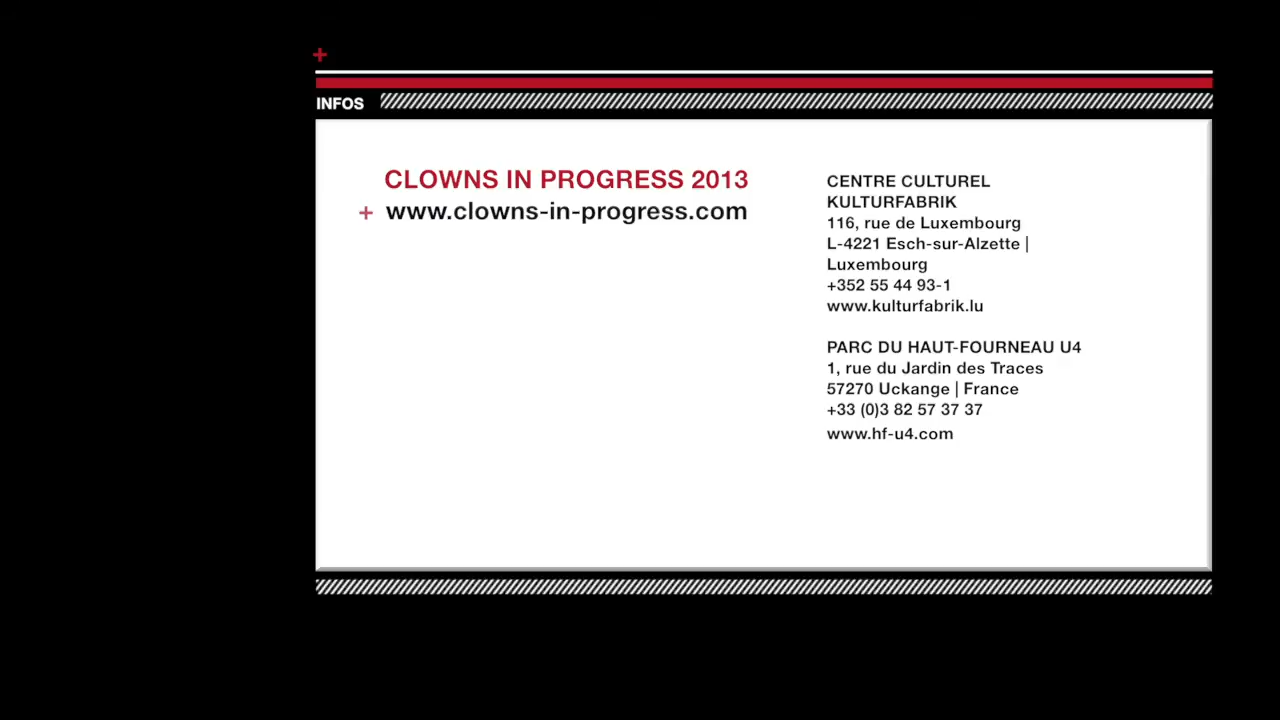 INFOS
CLOWNS IN PROGRESS 2013
+ www.clowns-in-progress.com
CENTRE CULTUREL
KULTURFABRIK
116, rue de Luxembourg
L-4221 Esch-sur-Alzette |
Luxembourg
+352 55 44 93-1
www.kulturfabrik.lu
PARC DU HAUT-FOURNEAU U4
1, rue du Jardin des Traces
57270 Uckange | France
+33 (0)3 82 57 37 37
www.hf-u4.com